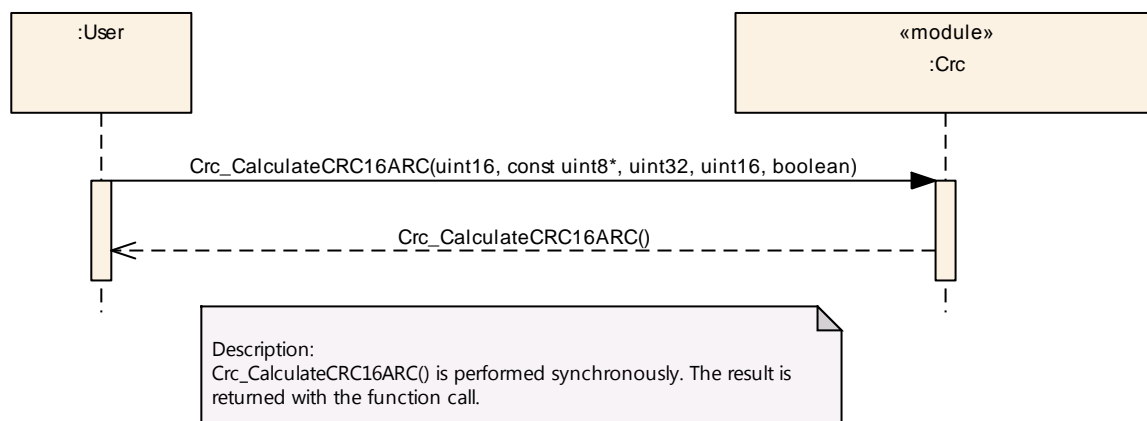 :User
«module»
:Crc
Crc_CalculateCRC16ARC(uint16, const uint8*, uint32, uint16, boolean)
Crc_CalculateCRC16ARC()
Description:
Crc_CalculateCRC16ARC() is performed synchronously. The result is
returned with the function call.